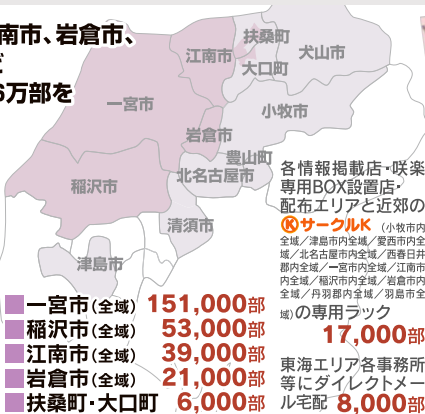 南市、岩倉市、
6万部を
扶桑町
犬山市
江南市
大口町
一宮市
小牧市
岩倉市
豊山町
北名古屋市
稲沢市
清須市
津島市
各情報掲載店・咲楽
専用BOX設置店・
配布エリアと近郊の
ⓀサークルK(小牧市内
全域／津島市内全域／愛西市内全
域／北名古屋市内全域／西春日井
郡内全域／一宮市内全域／江南市
内全域／稲沢市内全域／岩倉市内
全域／丹羽郡内全域／羽島市全
域)の専用ラック
17,000部
東海エリア各事務所
等にダイレクトメー
ル宅配 8,000部
一宮市(全域) 151,000部
稲沢市(全域) 53,000部
江南市(全域) 39,000部
岩倉市(全域) 21,000部
扶桑町・大口町 6,000部